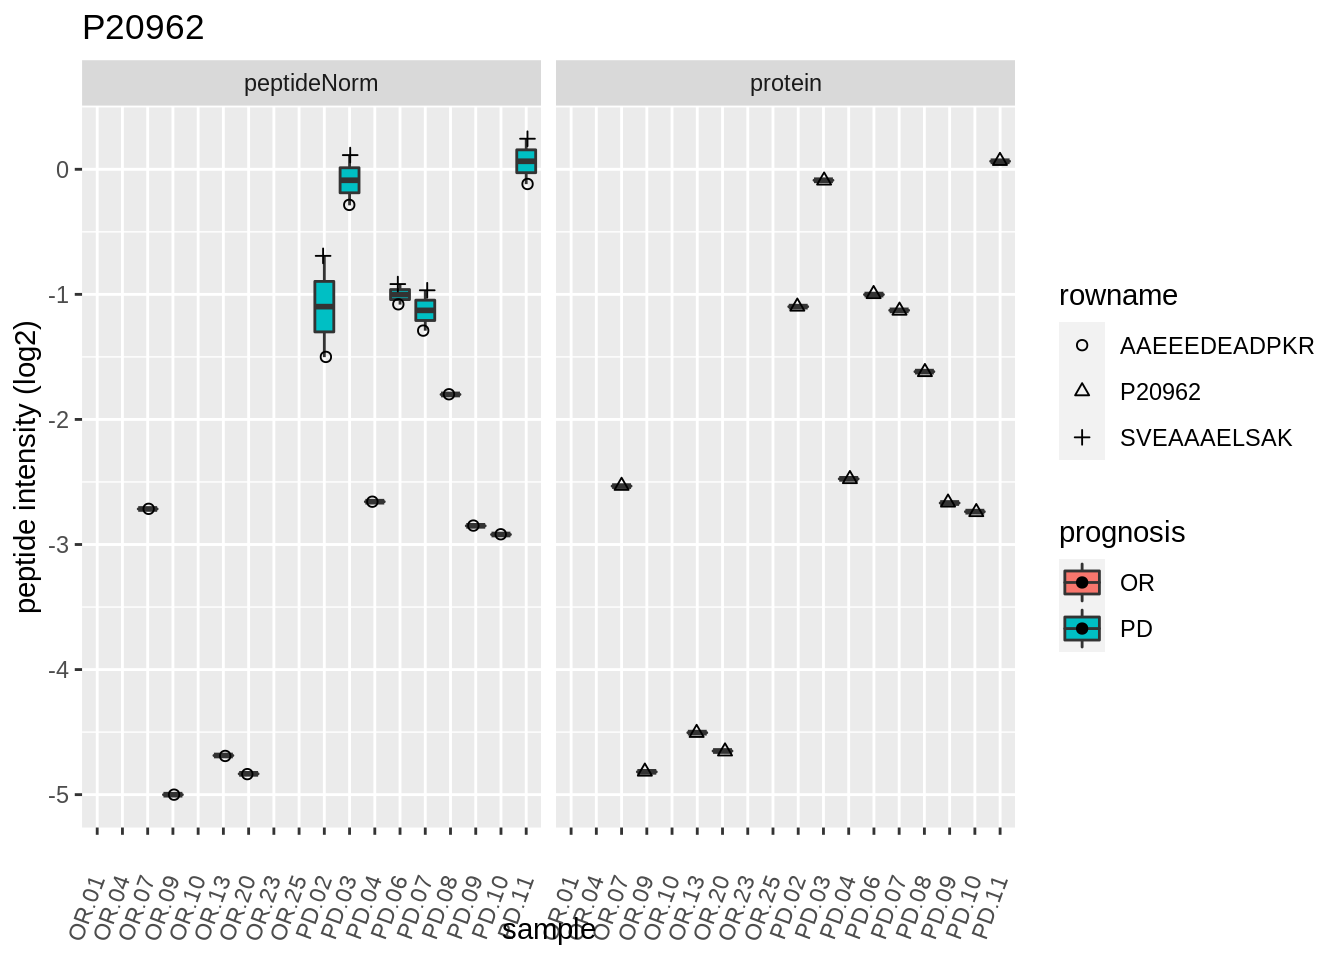 P20962
peptideNorm
protein
0
-1
-2
-3
-4
-5
peptide intensity (log2)
OR.01
OR.04
OR.07
OR.09
OR.10
OR.13
OR.20
OR.23
OR.25
PD.02
PD.03
PD.04
PD.06
PD.07
PD.08
PD.09
PD.10
PD.11
OR.01
OR.04
OR.07
OR.09
OR.10
OR.13
OR.20
OR.23
OR.25
PD.02
PD.03
PD.04
PD.06
PD.07
PD.08
PD.09
PD.10
PD.11
sample
rowname
AAEEEDEADPKR
P20962
SVEAAAELSAK
prognosis
OR
PD